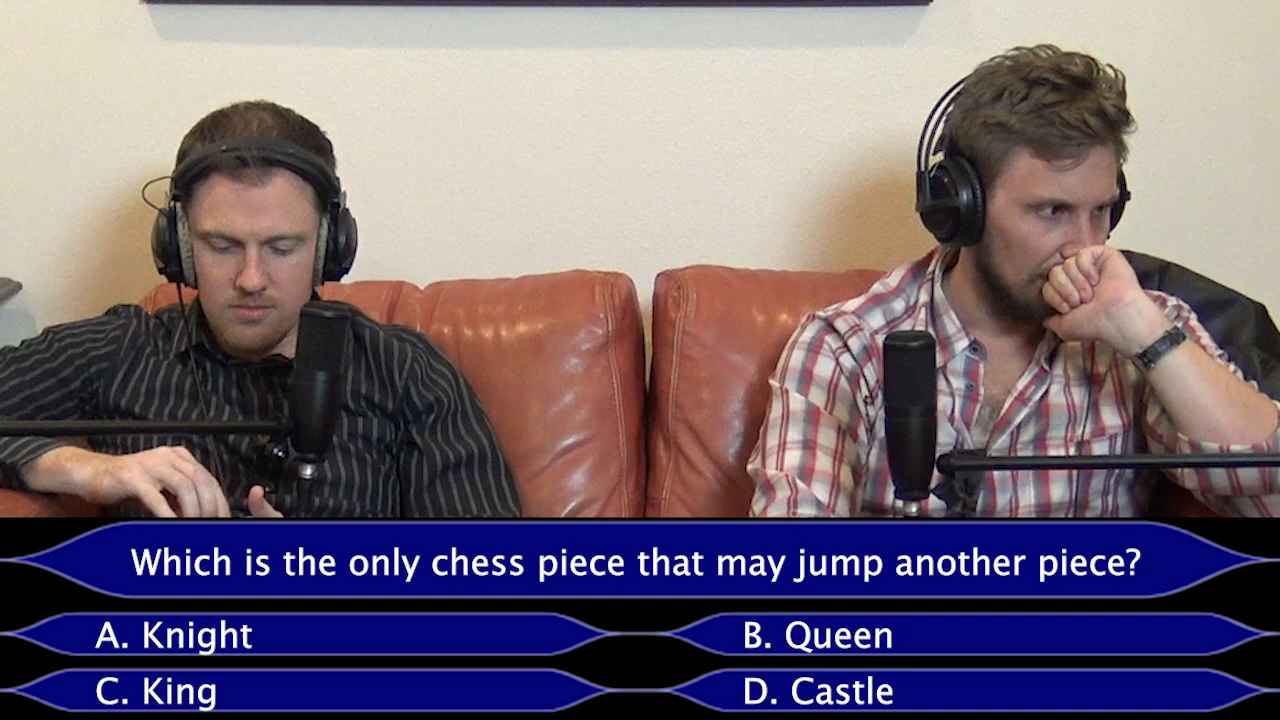 Which is the only chess piece that may jump another piece?
A. Knight
B. Queen
C. King
D. Castle